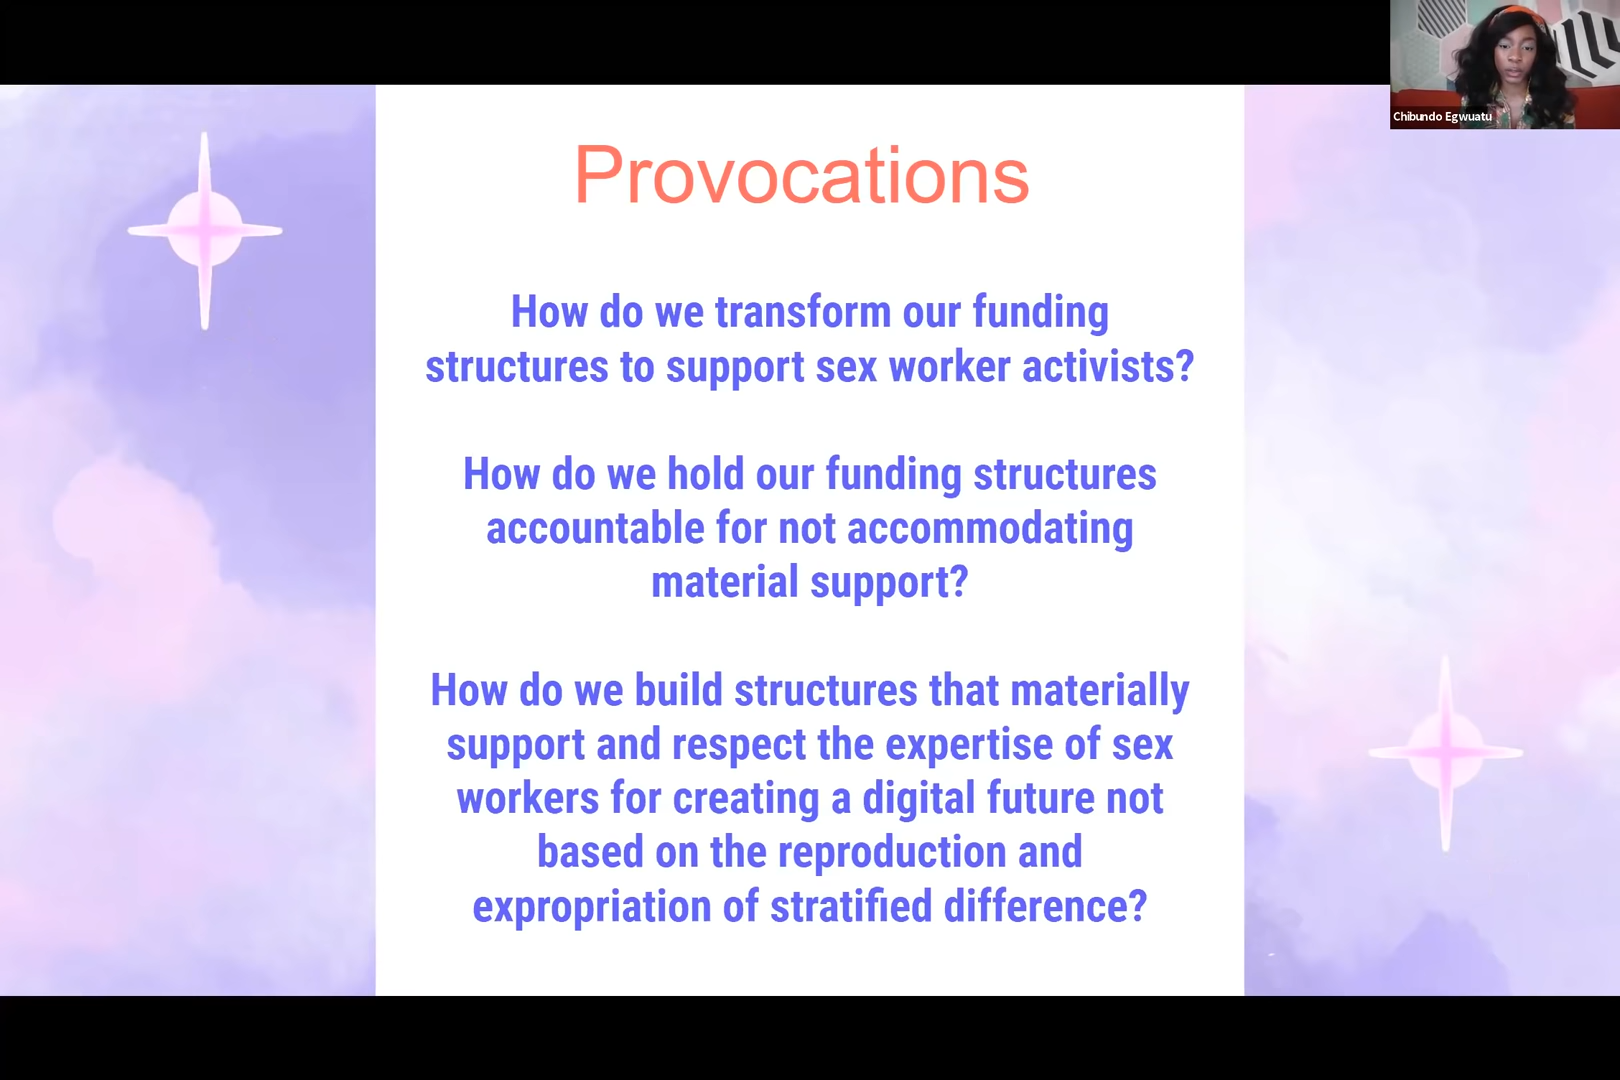 Chibundo Egwuatu
Provocations
How do we transform our funding
structures to support sex worker activists?
How do we hold our funding structures
accountable for not accommodating
material support?
How do we build structures that materially
support and respect the expertise of sex
workers for creating a digital future not
based on the reproduction and
expropriation of stratified difference?